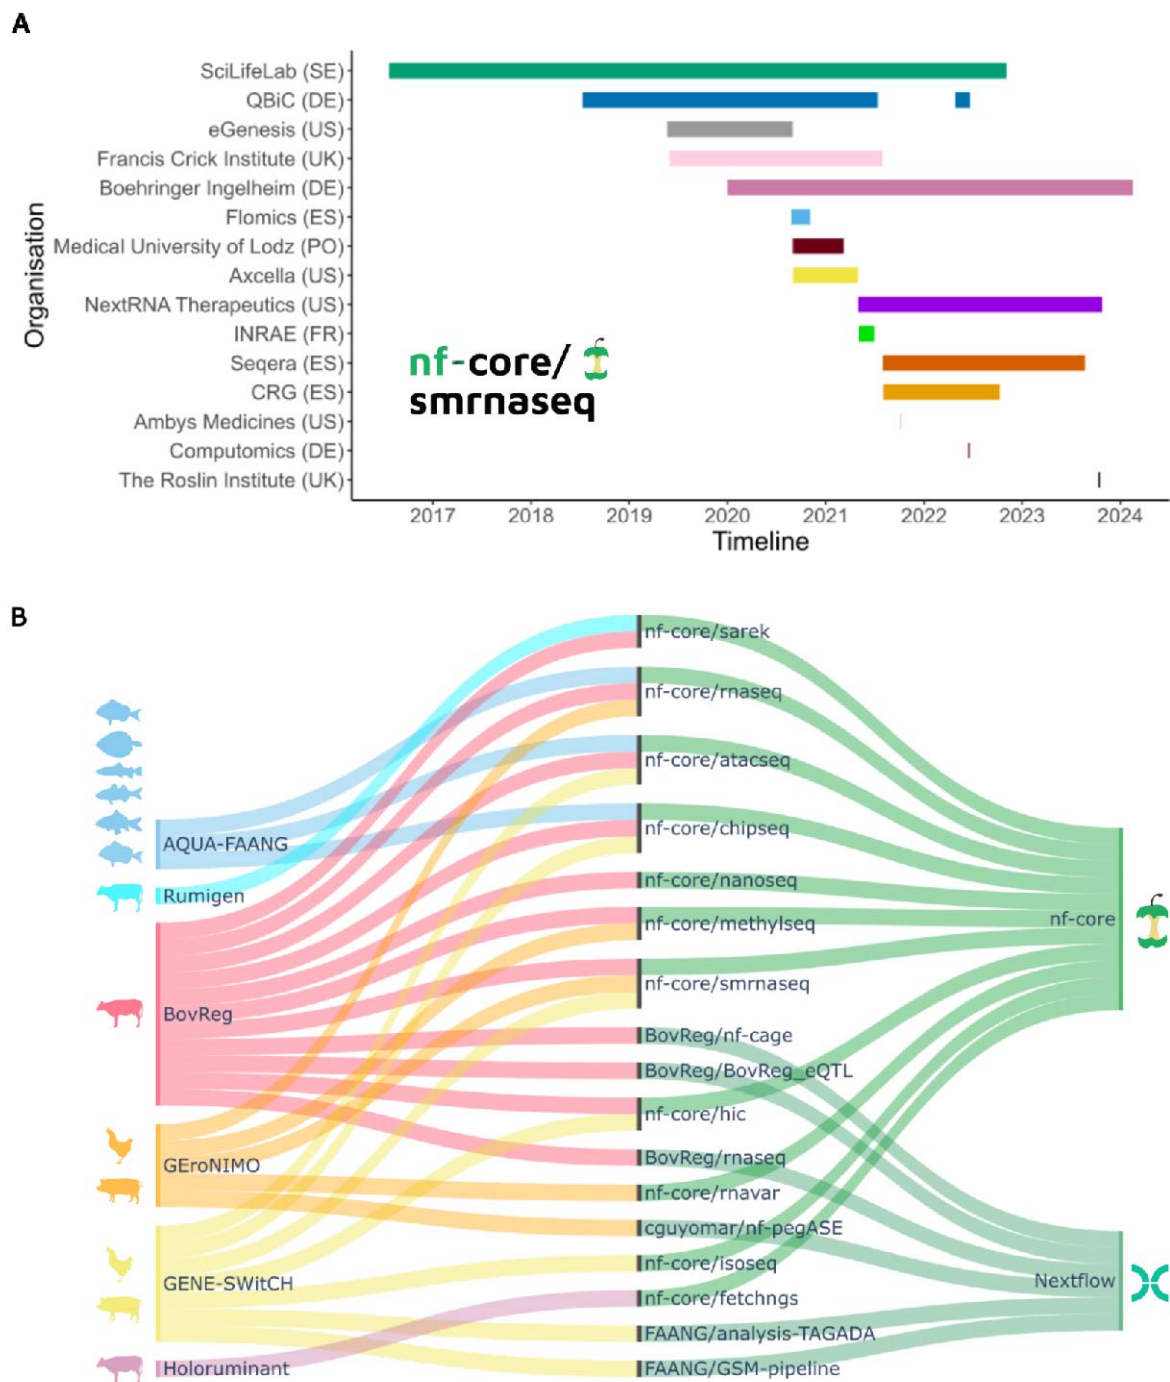 A
Organisation
SciLifeLab (SE)
QBiC (DE)
eGenesis (US)
Francis Crick Institute (UK)
Boehringer Ingelheim (DE)
Flomics (ES)
Medical University of Lodz (PO)
Axcella (US)
NextRNA Therapeutics (US)
INRAE (FR)
Seqera (ES)
CRG (ES)
Ambys Medicines (US)
Computomics (DE)
The Roslin Institute (UK)
nf-core/
smrnaseq
2017 2018 2019 2020 2021 2022 2023 2024
Timeline
B
AQUA-FAANG
Rumigen
BovReg
GEroNIMO
GENE-SWitCH
Holoruminant
nf-core/sarek
nf-core/rnaseq
nf-core/atacseq
nf-core/chipseq
nf-core/nanoseq
nf-core/methylseq
nf-core/smrnaseq
BovReg/nf-cage
BovReg/BovReg_eQTL
nf-core/hic
BovReg/rnaseq
nf-core/rnavar
cguyomar/nf-pegASE
nf-core/isoseq
nf-core/fetchngs
FAANG/analysis-TAGADA
FAANG/GSM-pipeline
nf-core
Nextflow